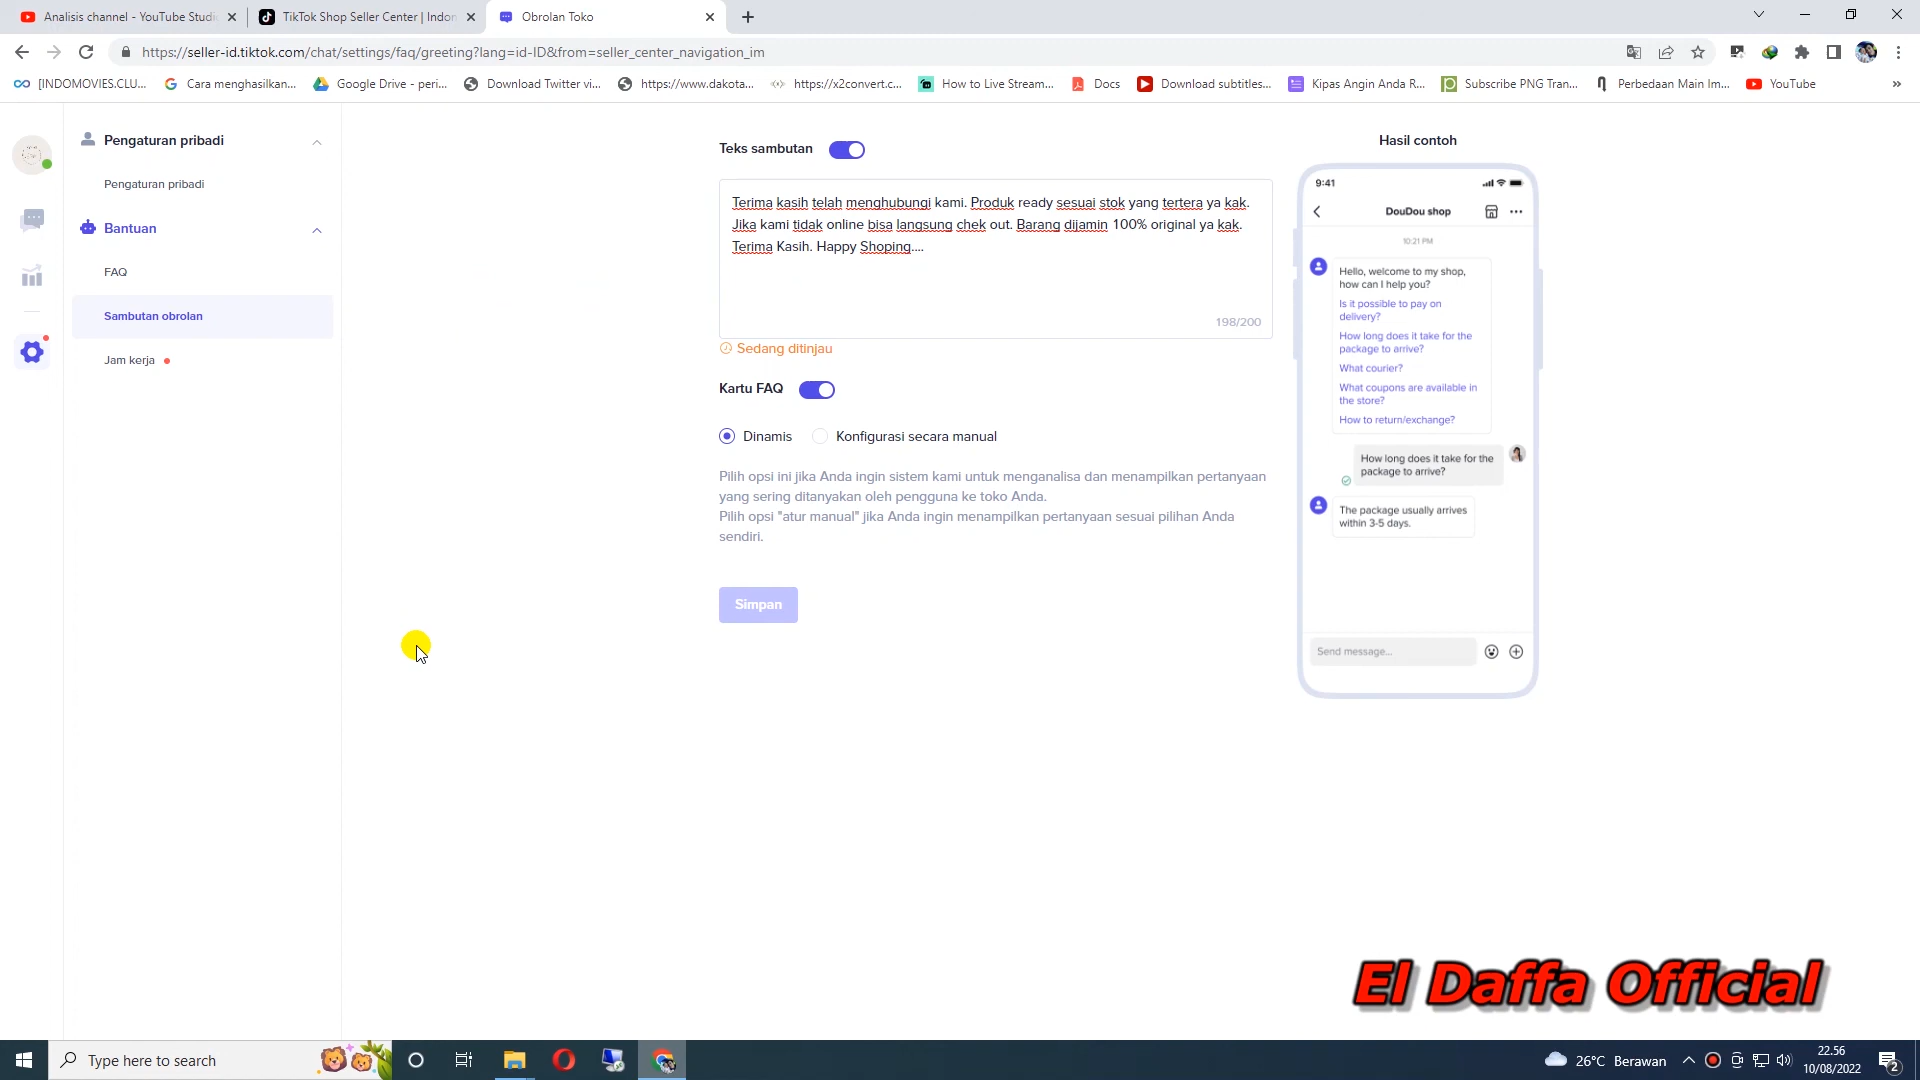 Analisis channel - YouTube Studi
TikTok Shop Seller Center | Indon
Obrolan Toko
https://seller-id.tiktok.com/chat/settings/faq/greeting?lang=id-ID&from=seller_center_navigation_im
[INDOMOVIES.CLU...
Cara menghasilkan...
Google Drive - peri...
Download Twitter vi...
https://www.dakota...
https://x2convert.c...
How to Live Stream...
Docs
Download subtitles...
Kipas Angin Anda R...
Subscribe PNG Tran...
Perbedaan Main Im...
YouTube
»
Pengaturan pribadi
Pengaturan pribadi
Bantuan
FAQ
Sambutan obrolan
Jam kerja
Teks sambutan
Terima kasih telah menghubungi kami. Produk ready sesuai stok yang tertera ya kak.
Jika kami tidak online bisa langsung chek out. Barang dijamin 100% original ya kak.
Terima Kasih. Happy Shoping....
198/200
Sedang ditinjau
Kartu FAQ
Dinamis
Konfigurasi secara manual
Pilih opsi ini jika Anda ingin sistem kami untuk menganalisa dan menampilkan pertanyaan
yang sering ditanyakan oleh pengguna ke toko Anda.
Pilih opsi "atur manual" jika Anda ingin menampilkan pertanyaan sesuai pilihan Anda
sendiri.
Simpan
Hasil contoh
9:41
DouDou shop
10:21 PM
Hello, welcome to my shop,
how can I help you?
Is it possible to pay on
delivery?
How long does it take for the
package to arrive?
What courier?
What coupons are available in
the store?
How to return/exchange?
How long does it take for the
package to arrive?
The package usually arrives
within 3-5 days.
Send message...
El Daffa Official
Type here to search
26°C Berawan
22.56
10/08/2022
2